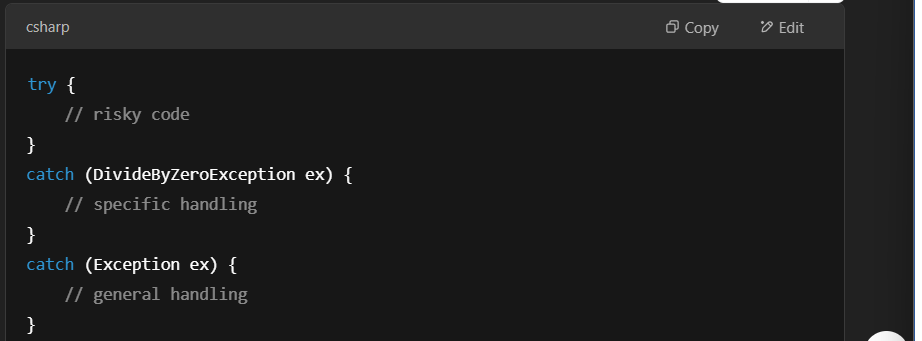 csharp Copy Edit
try {
    // risky code
}
catch (DivideByZeroException ex) {
    // specific handling
}
catch (Exception ex) {
    // general handling
}